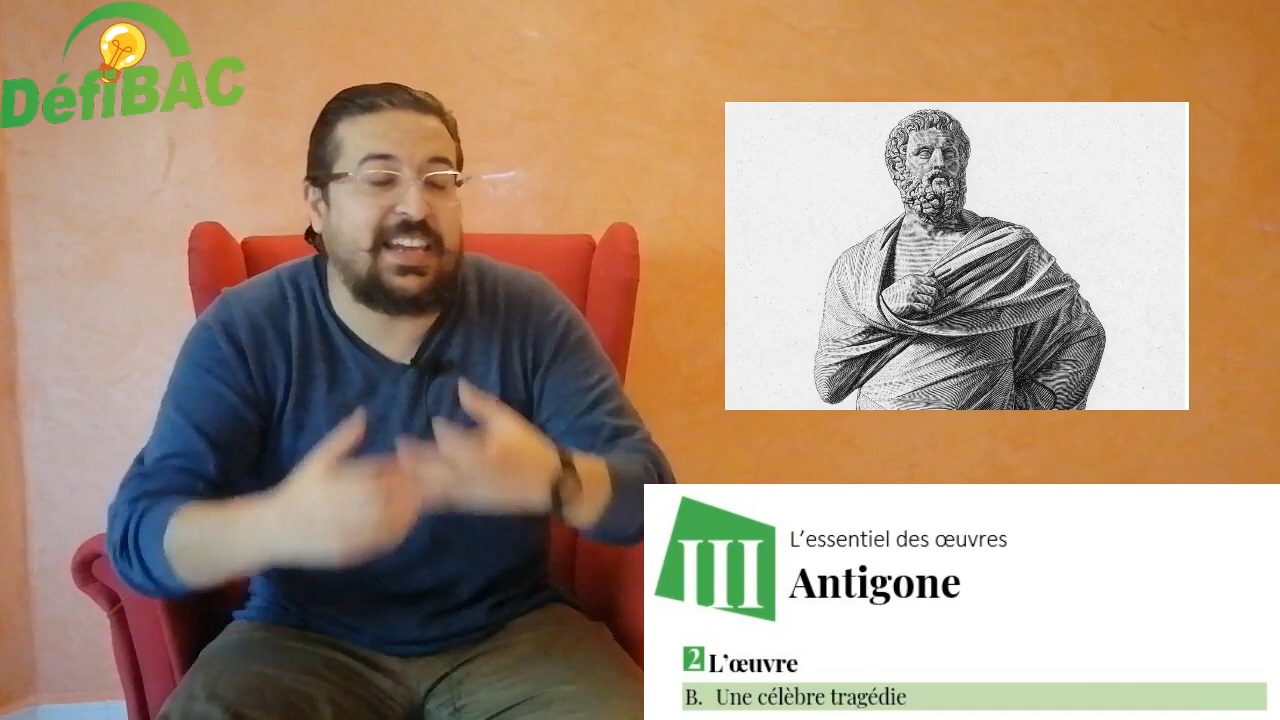 DéfiBAC
III
L'essentiel des œuvres
Antigone
2 L'œuvre
B. Une célèbre tragédie